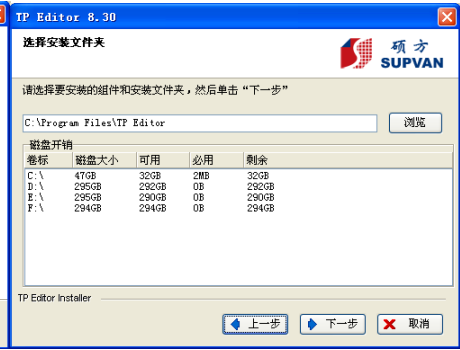 TP Editor 8.30
选择安装文件夹
硕方
SUPVAN
请选择要安装的组件和安装文件夹，然后单击“下一步”
C:\Program Files\TP Editor
浏览
磁盘开销
卷标 磁盘大小 可用 必用 剩余
C:\ 47GB 32GB 2MB 32GB
D:\ 295GB 292GB 0B 292GB
E:\ 295GB 290GB 0B 290GB
F:\ 294GB 294GB 0B 294GB
TP Editor Installer
上一步 下一步 取消